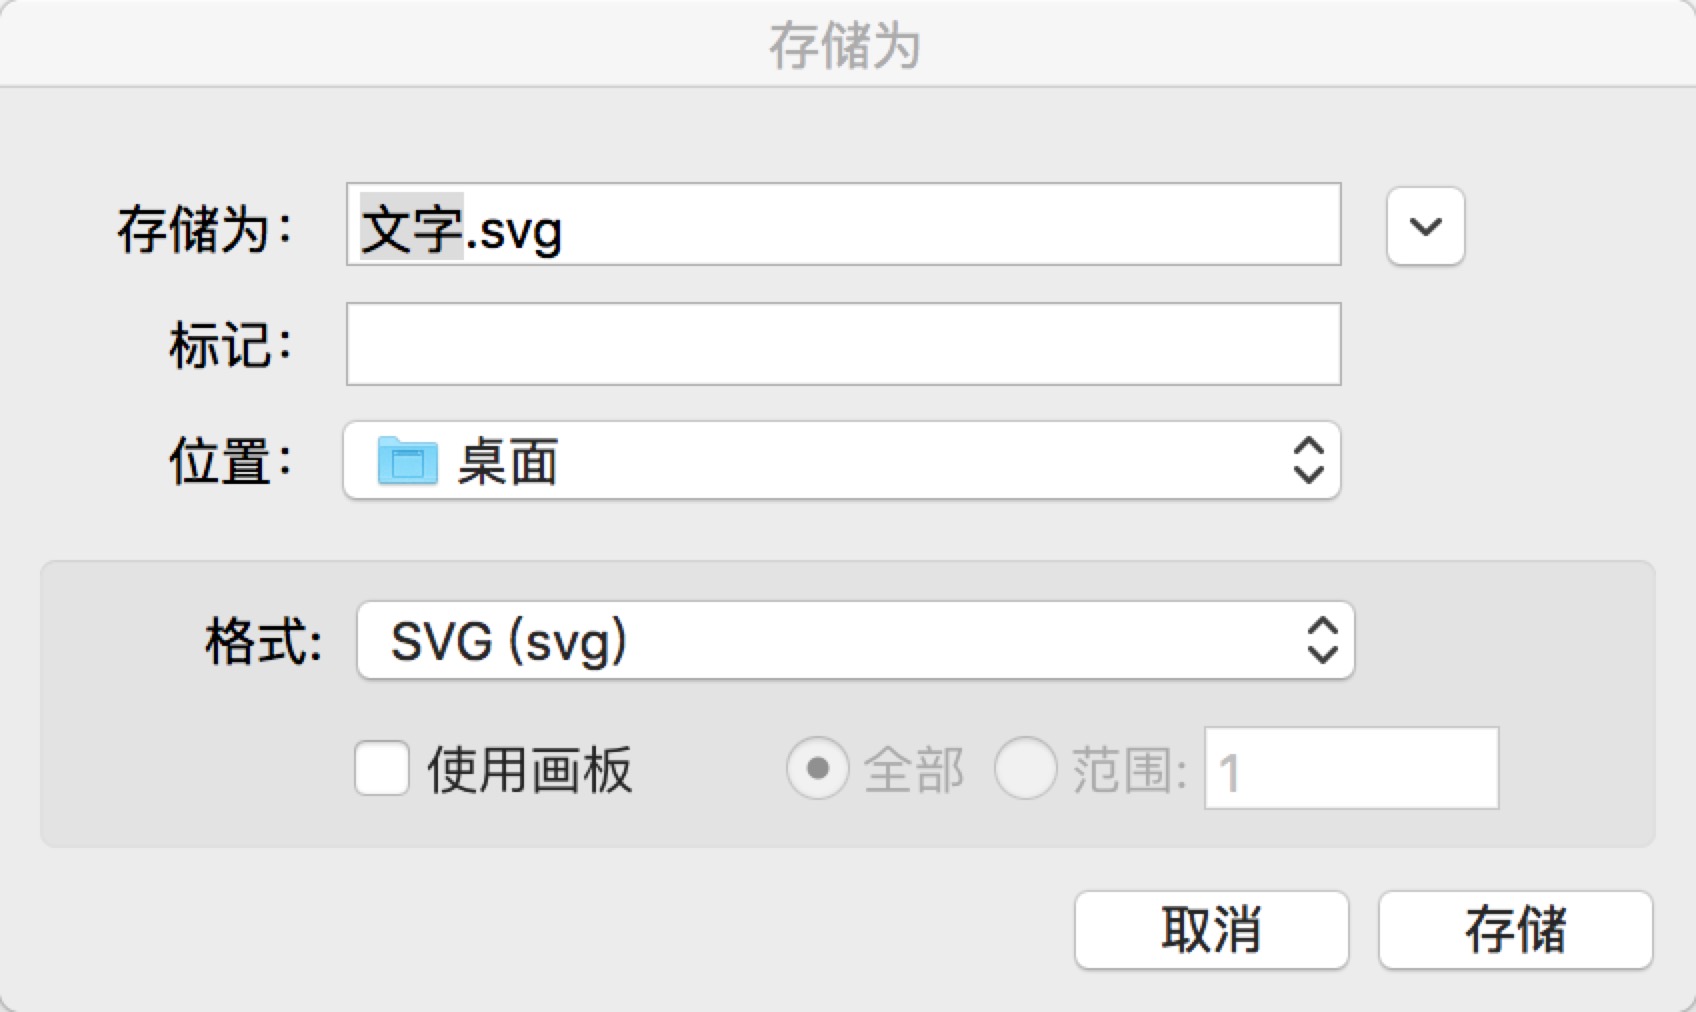 存储为
存储为： 文字.svg
标记：
位置： 桌面
格式: SVG (svg)
使用画板 全部 范围: 1
取消 存储